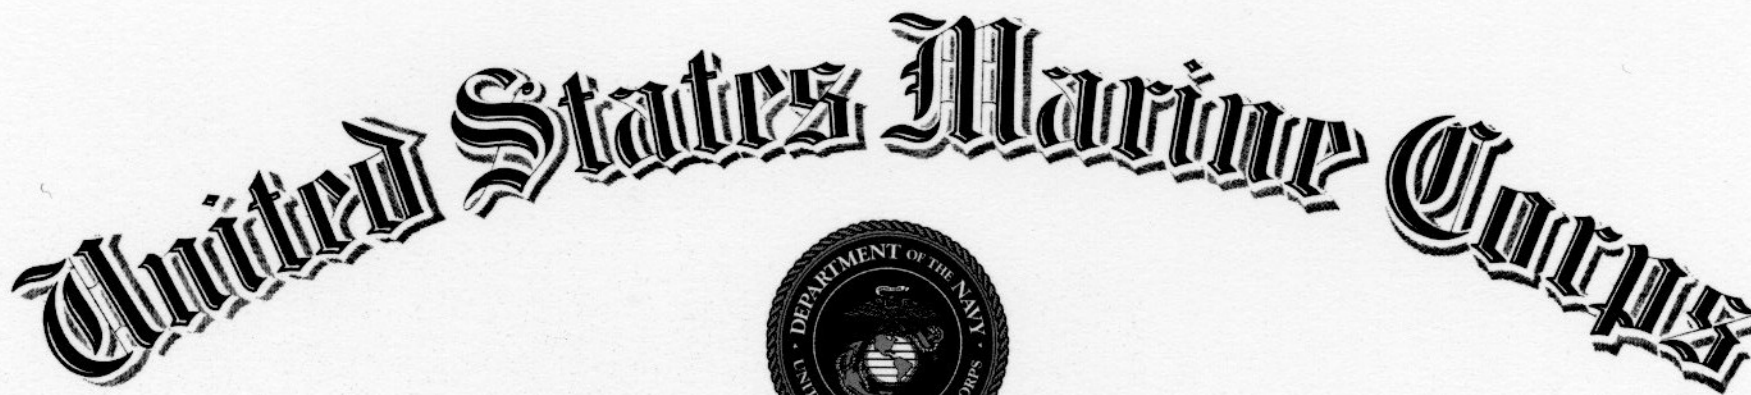 United States Marine Corps
DEPARTMENT OF THE NAVY